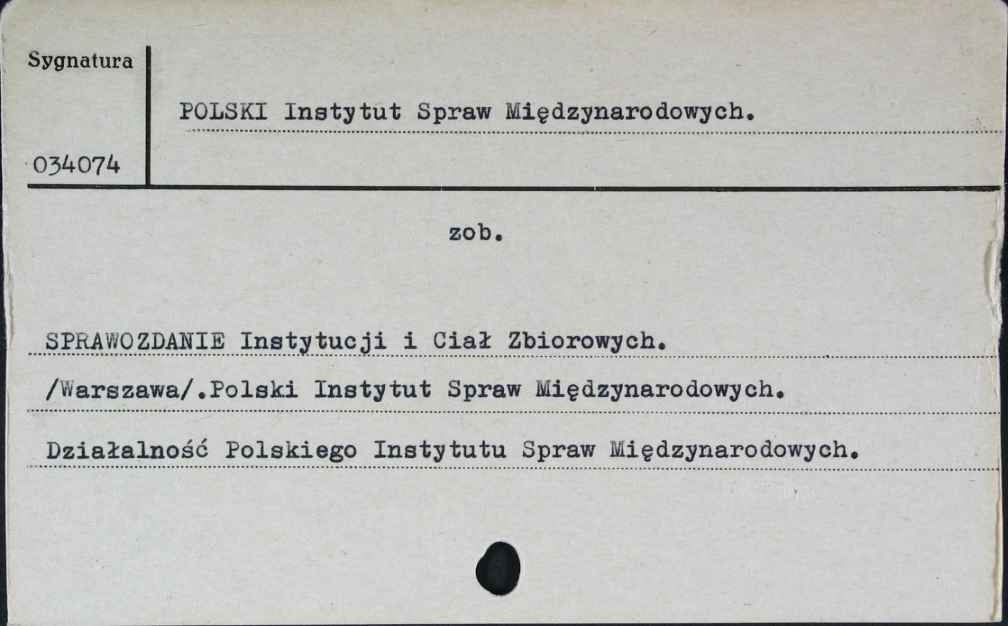 Sygnatura
POLSKI Instytut Spraw Międzynarodowych.
034074
zob.
SPRAWOZDANIE Instytucji i Ciał Zbiorowych.
/Warszawa/.Polski Instytut Spraw Międzynarodowych.
Działalność Polskiego Instytutu Spraw Międzynarodowych.